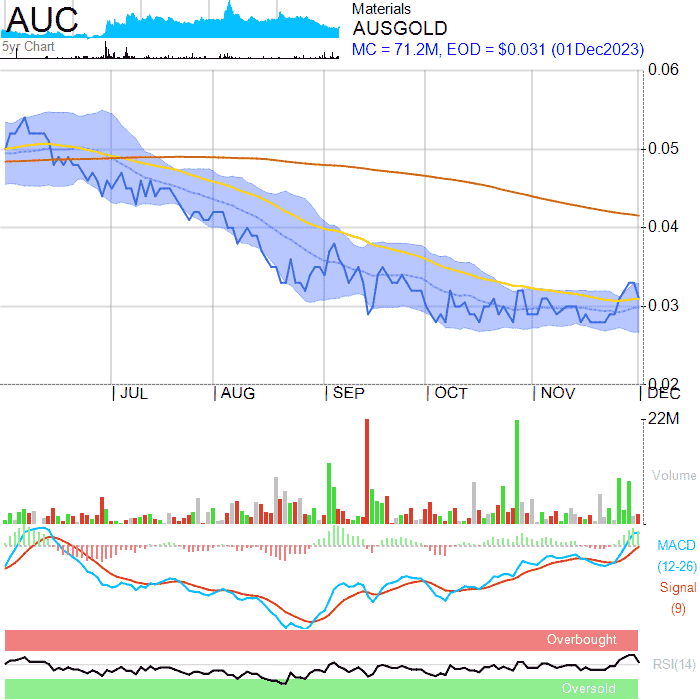 AUC
Materials
AUSGOLD
5yr Chart
MC = 71.2M, EOD = $0.031 (01Dec2023)
0.06
0.05
0.04
0.03
0.02
JUL AUG SEP OCT NOV DEC
22M
Volume
MACD
(12-26)
Signal
(9)
Overbought
RSI(14)
Oversold